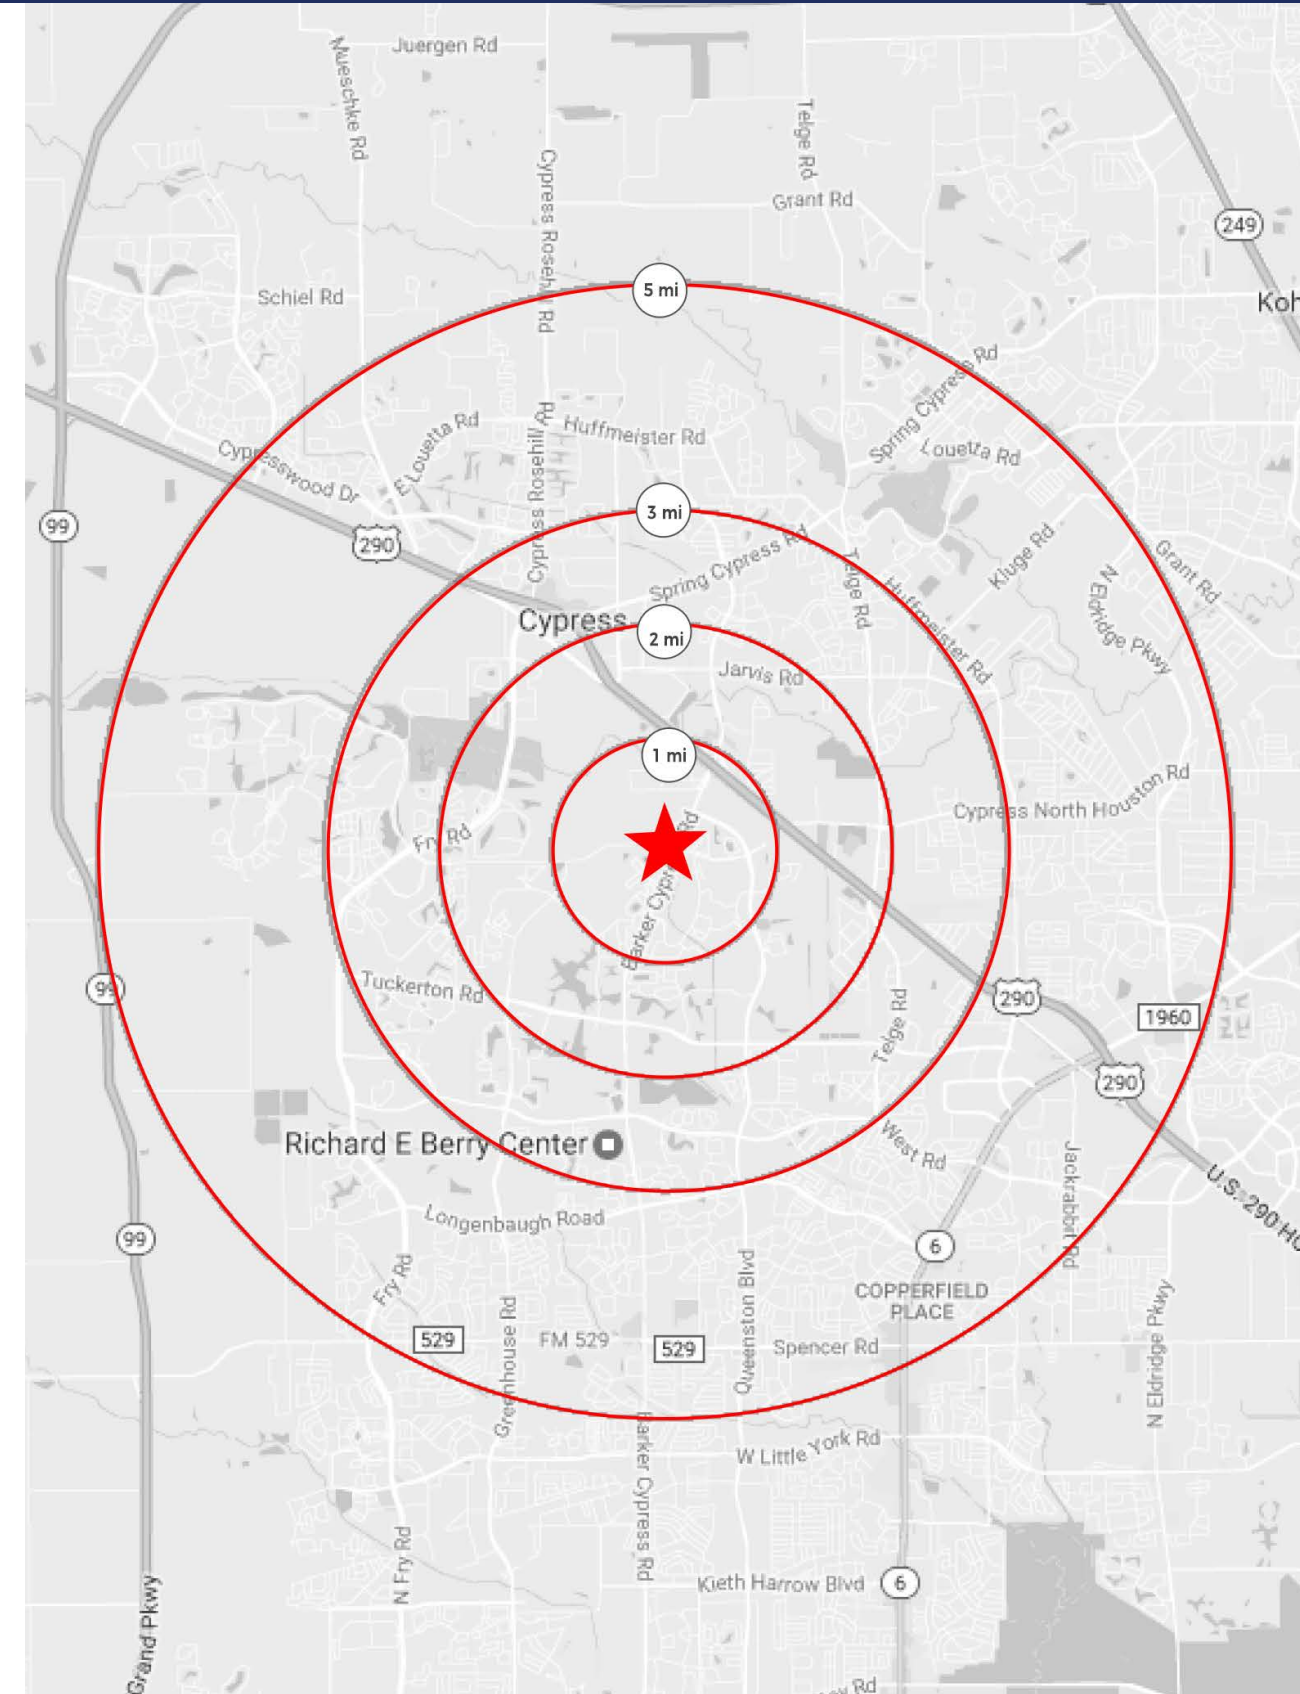 Juergen Rd
Mueschke Rd
Telge Rd
Cypress Rosehill Rd
Grant Rd
249
5 mi
Schiel Rd
Koh
Spring Cypress Rd
Huffmeister Rd
E Louetta Rd
Cypress Rosehill Rd
Louetta Rd
Cypresswood Dr
99
290
3 mi
Spring Cypress Rd
Telge Rd
Kluge Rd
Grant Rd
N Eldridge Pkwy
Huffmeister Rd
Cypress
2 mi
Jarvis Rd
1 mi
Cypress North Houston Rd
Fry Rd
Barker Cypr
Rd
Tuckerton Rd
99
290
1960
Telge Rd
290
Richard E Berry Center
West Rd
Jackrabbit Rd
U.S. 290 HO
Longenbaugh Road
99
6
Fry Rd
COPPERFIELD
PLACE
529
Greenhouse Rd
FM 529
529
Queenston Blvd
Spencer Rd
N Eldridge Pkwy
W Little York Rd
Barker Cypress Rd
N Fry Rd
Kieth Harrow Blvd
6
Grand Pkwy
Rd